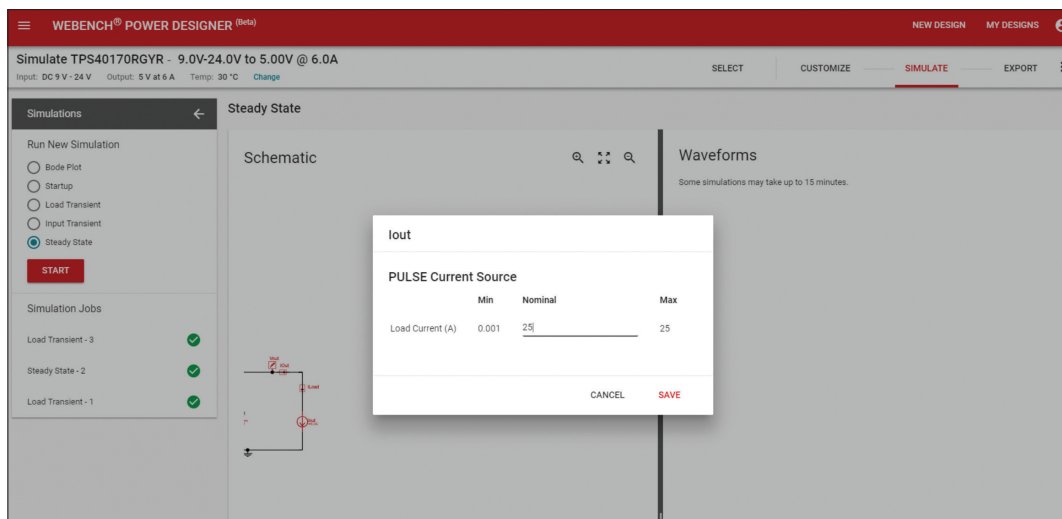 WEBENCH® POWER DESIGNER (Beta)
NEW DESIGN MY DESIGNS
Simulate TPS40170RGYR - 9.0V-24.0V to 5.00V @ 6.0A
Input: DC 9 V - 24 V Output: 5 V at 6 A Temp: 30 °C Change
SELECT CUSTOMIZE SIMULATE EXPORT
Simulations
Steady State
Run New Simulation
Bode Plot
Startup
Load Transient
Input Transient
Steady State
START
Simulation Jobs
Load Transient - 3
Steady State - 2
Load Transient - 1
Schematic
Waveforms
Some simulations may take up to 15 minutes.
Iout
PULSE Current Source
Min Nominal Max
Load Current (A) 0.001 25 25
CANCEL SAVE